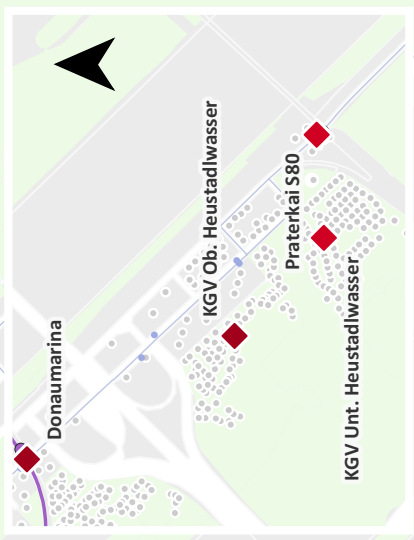 Donaumarina
KGV Ob. Heustadlwasser
Praterkai S80
KGV Unt. Heustadlwasser